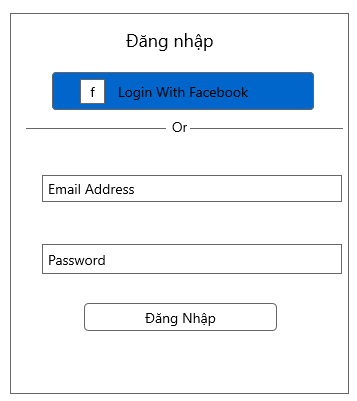 Đăng nhập
f Login With Facebook
Or
Email Address
Password
Đăng Nhập